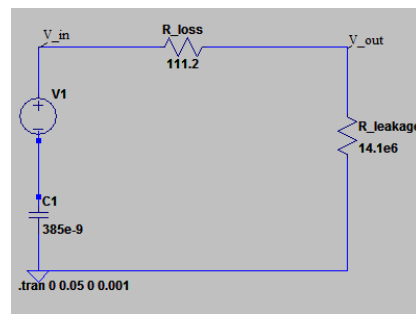 V_in
R_loss
V_out
111.2
V1
R_leakage
14.1e6
C1
385e-9
.tran 0 0.05 0 0.001